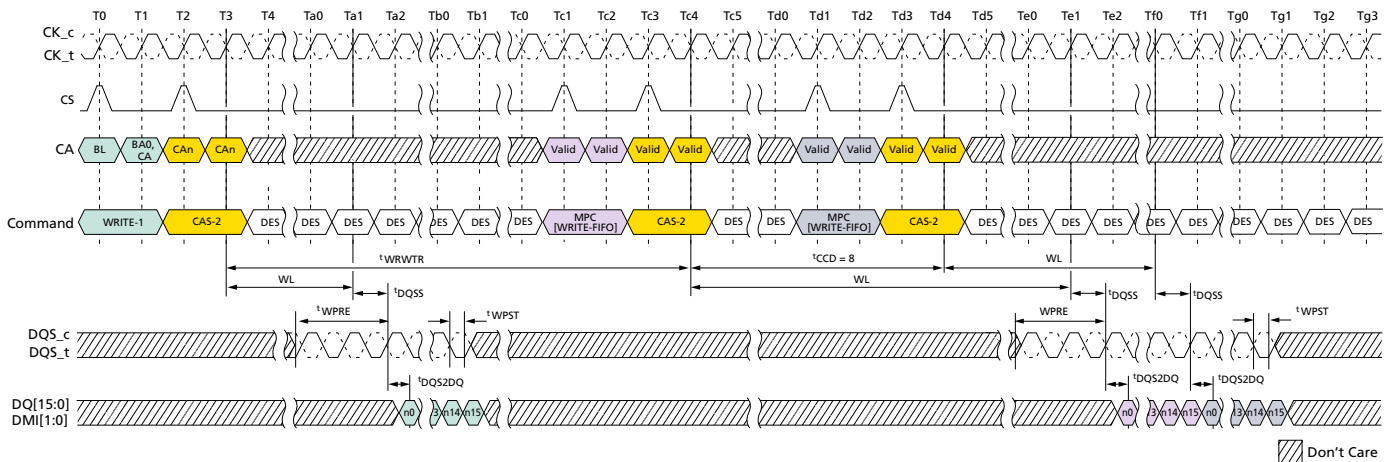 T0 T1 T2 T3 T4 Ta0 Ta1 Ta2 Tb0 Tb1 Tc0 Tc1 Tc2 Tc3 Tc4 Tc5 Td0 Td1 Td2 Td3 Td4 Td5 Te0 Te1 Te2 Tf0 Tf1 Tg0 Tg1 Tg2 Tg3
CK_c
CK_t
CS
CA BL BA0, CA CAn CAn Valid Valid Valid Valid Valid Valid Valid Valid
Command WRITE-1 CAS-2 DES DES DES DES DES DES DES MPC [WRITE-FIFO] CAS-2 DES DES MPC [WRITE-FIFO] CAS-2 DES DES DES DES DES DES DES DES DES DES
tWRWTR tCCD = 8 WL
WL tDQSS WL tDQSS tDQSS
tWPRE tWPST WPRE tWPST
DQS_c
DQS_t
tDQS2DQ tDQS2DQ tDQS2DQ
DQ[15:0] n0 3 n14 n15 n0 3 n14 n15 n0 3 n14 n15
DMI[1:0]
Don't Care